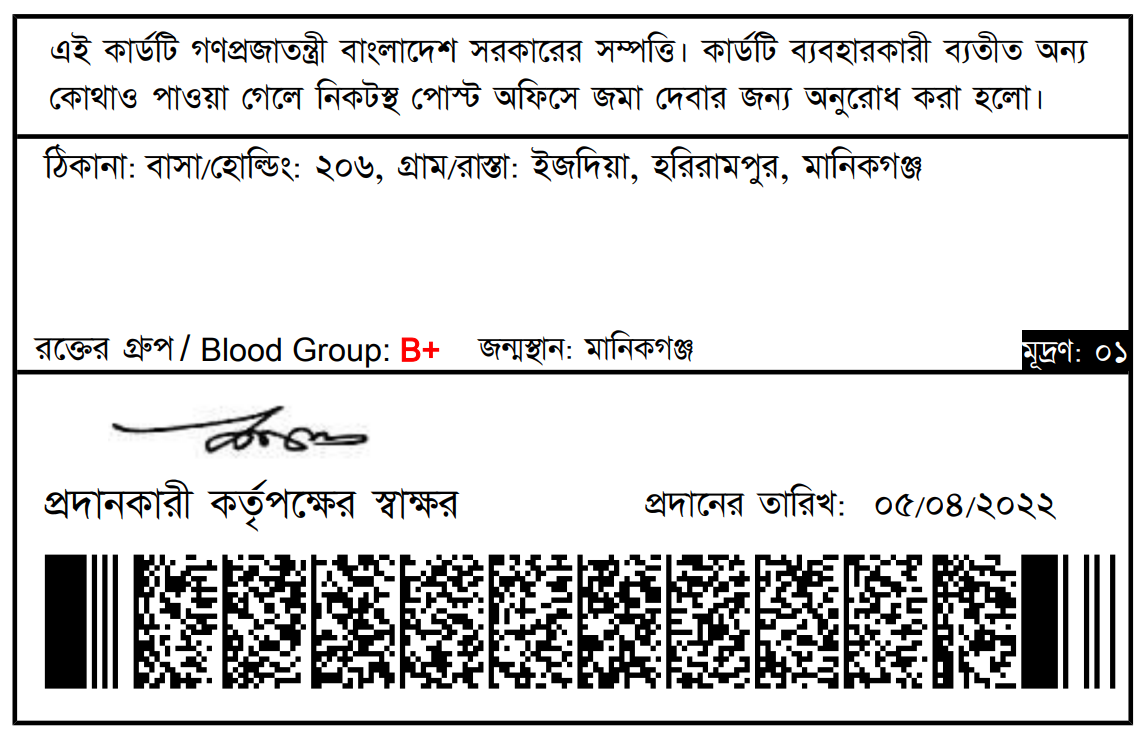 এই কার্ডটি গণপ্রজাতন্ত্রী বাংলাদেশ সরকারের সম্পত্তি। কার্ডটি ব্যবহারকারী ব্যতীত অন্য
কোথাও পাওয়া গেলে নিকটস্থ পোস্ট অফিসে জমা দেবার জন্য অনুরোধ করা হলো।
ঠিকানা: বাসা/হোল্ডিং: ২০৬, গ্রাম/রাস্তা: ইজদিয়া, হরিরামপুর, মানিকগঞ্জ
রক্তের গ্রুপ / Blood Group: B+ জন্মস্থান: মানিকগঞ্জ মূদ্রণ: ০১
প্রদানকারী কর্তৃপক্ষের স্বাক্ষর প্রদানের তারিখ: ০৫/০৪/২০২২